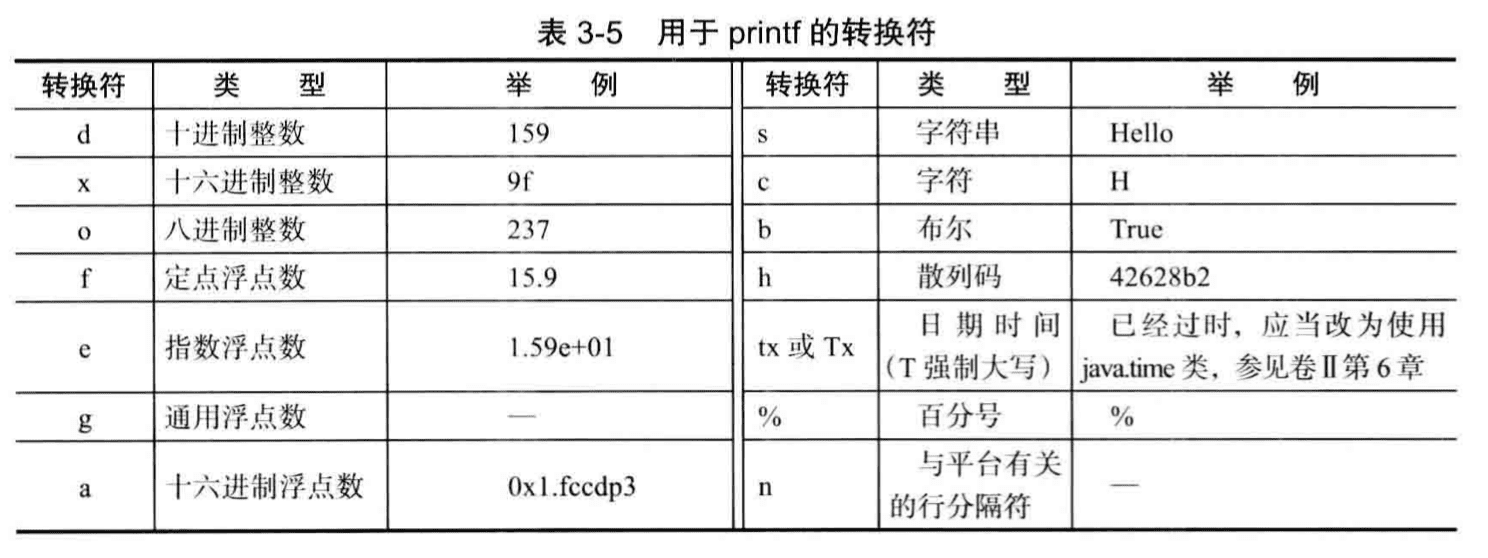 表 3-5 用于 printf 的转换符
转换符 类 型 举 例 转换符 类 型 举 例
d 十进制整数 159 s 字符串 Hello
x 十六进制整数 9f c 字符 H
o 八进制整数 237 b 布尔 True
f 定点浮点数 15.9 h 散列码 42628b2
e 指数浮点数 1.59e+01 tx 或 Tx 日期时间(T 强制大写) 已经过时，应当改为使用 java.time 类，参见卷Ⅱ第 6 章
g 通用浮点数 — % 百分号 %
a 十六进制浮点数 0x1.fccdp3 n 与平台有关的行分隔符 —